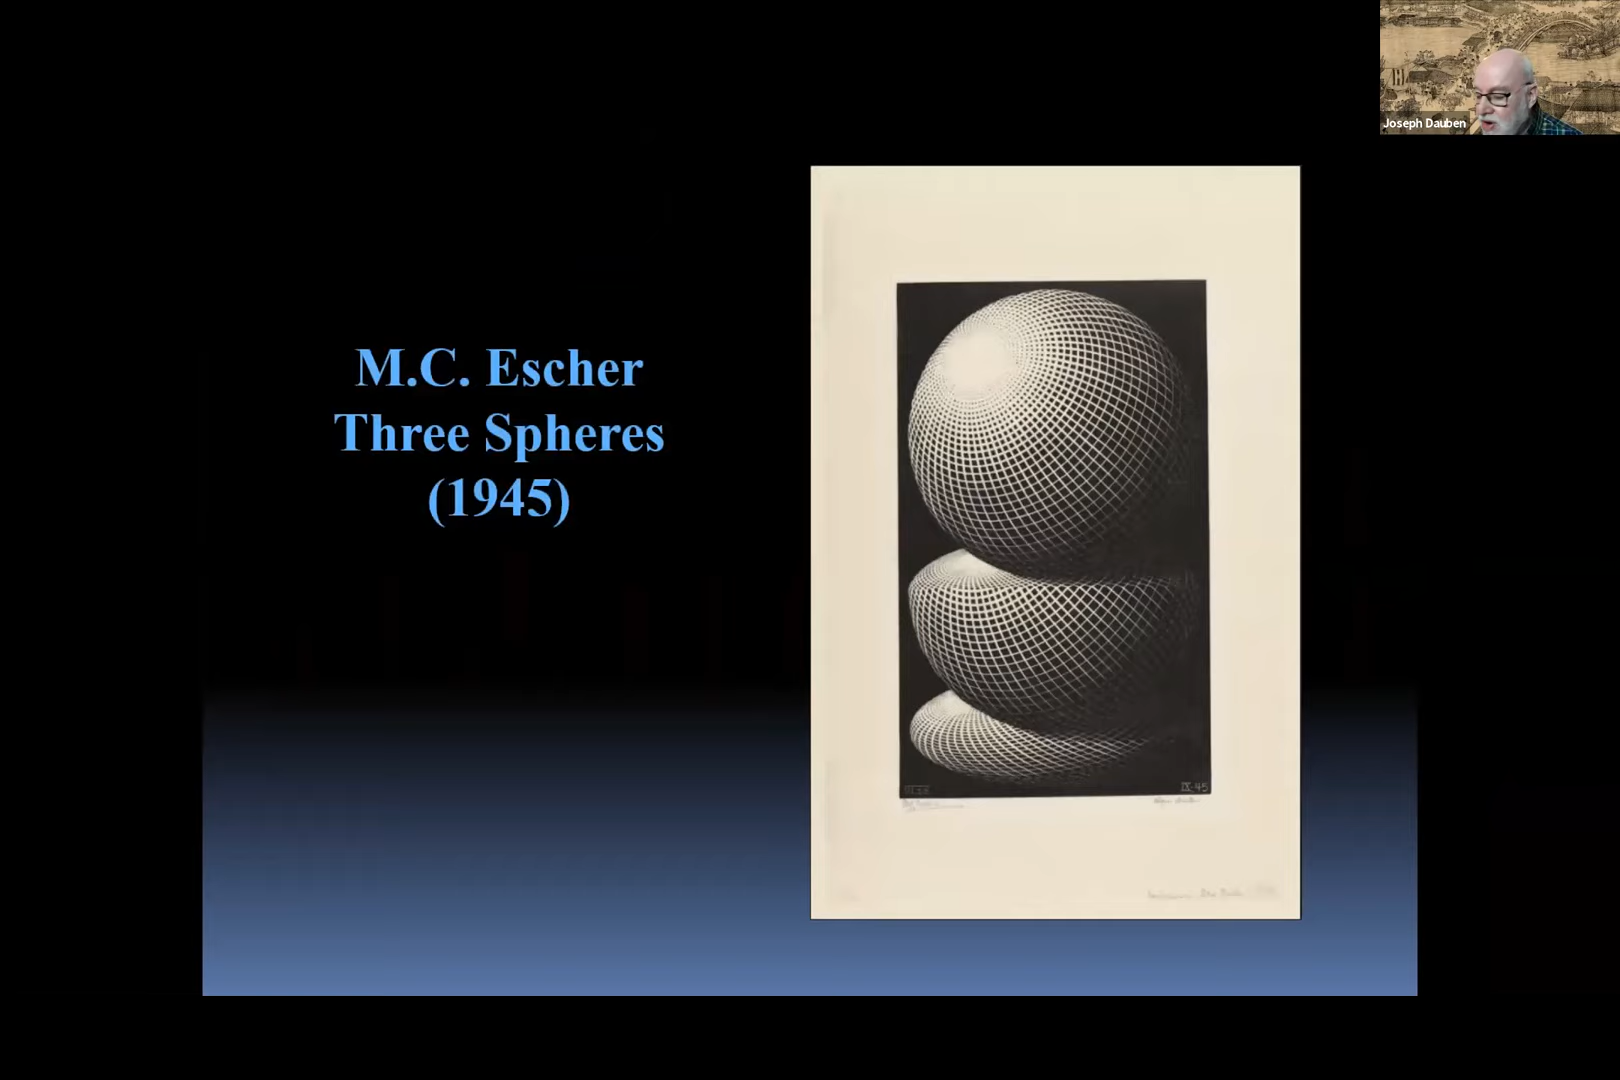 Joseph Dauben
M.C. Escher
Three Spheres
(1945)
IX-45